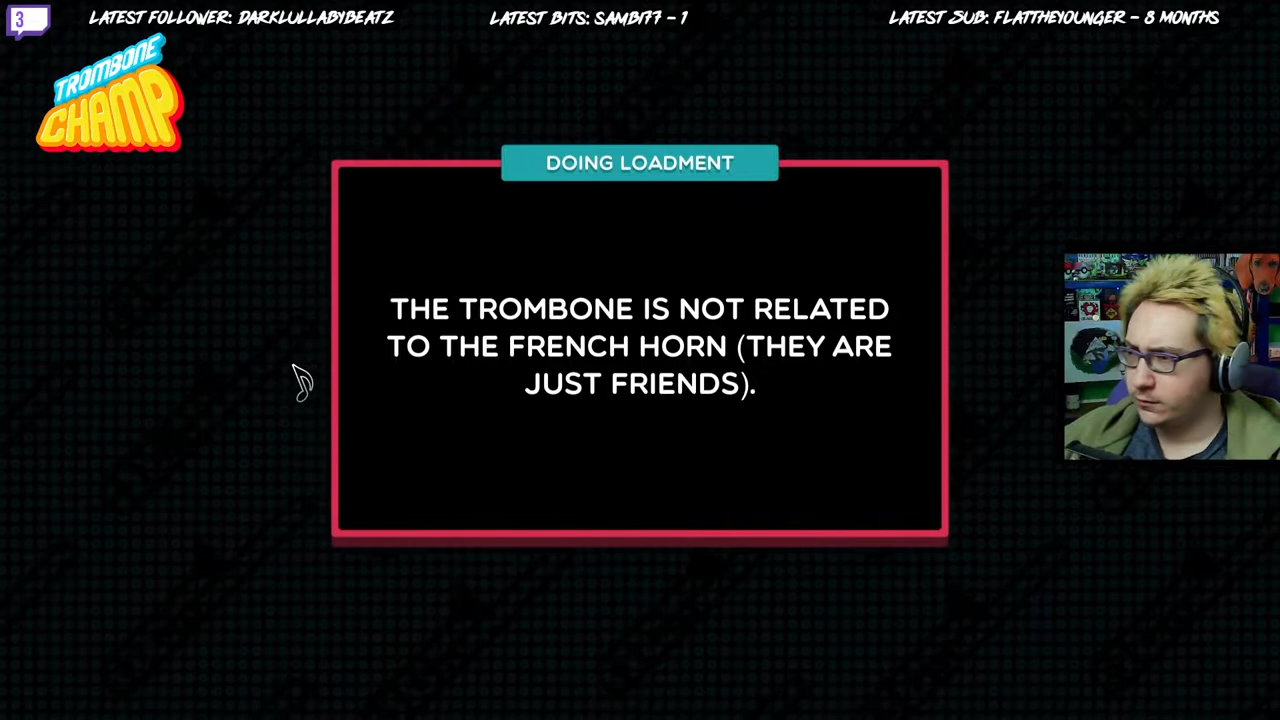 3
LATEST FOLLOWER: DARKLULLABYBEATZ
LATEST BITS: SAMBI77 - 1
LATEST SUB: FLATTHEYOUNGER - 8 MONTHS
TROMBONE
CHAMP
DOING LOADMENT
THE TROMBONE IS NOT RELATED
TO THE FRENCH HORN (THEY ARE
JUST FRIENDS).